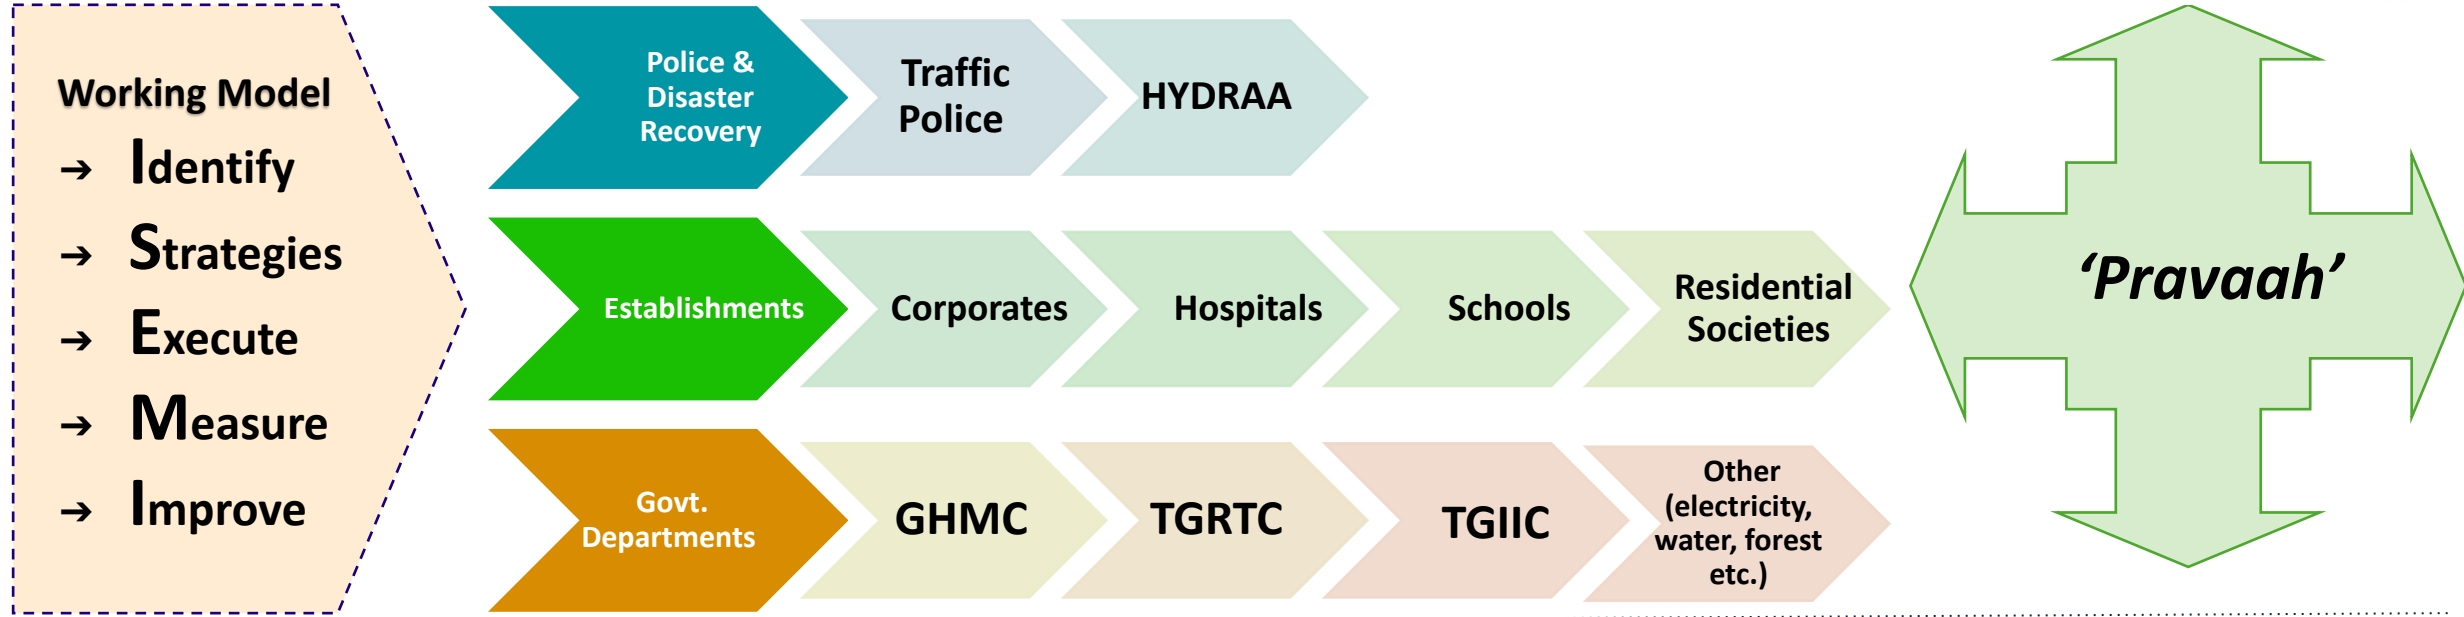 Working Model
➔ Identify
➔ Strategies
➔ Execute
➔ Measure
➔ Improve
Police &
Disaster
Recovery
Traffic
Police
HYDRAA
Establishments
Corporates
Hospitals
Schools
Residential
Societies
Govt.
Departments
GHMC
TGRTC
TGIIC
Other
(electricity,
water, forest
etc.)
‘Pravaah’